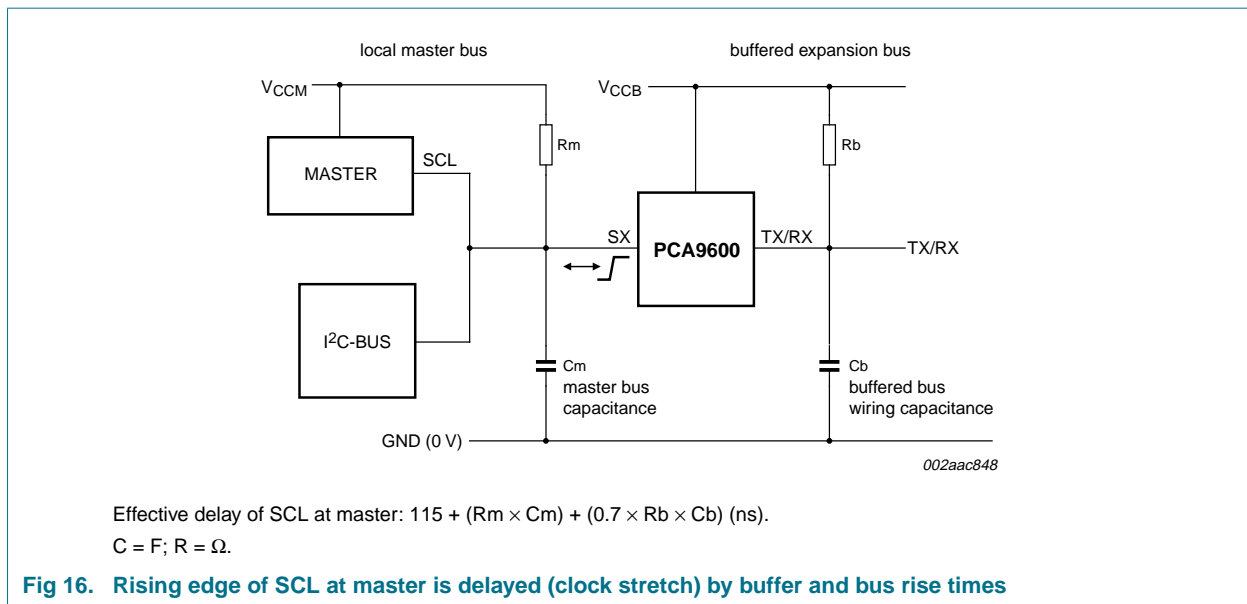 local master bus
buffered expansion bus
VCCM
VCCB
Rm
Rb
MASTER
SCL
SX
PCA9600
TX/RX
TX/RX
I²C-BUS
Cm
master bus
capacitance
Cb
buffered bus
wiring capacitance
GND (0 V)
002aac848
Effective delay of SCL at master: 115 + (Rm × Cm) + (0.7 × Rb × Cb) (ns).
C = F; R = Ω.
Fig 16. Rising edge of SCL at master is delayed (clock stretch) by buffer and bus rise times